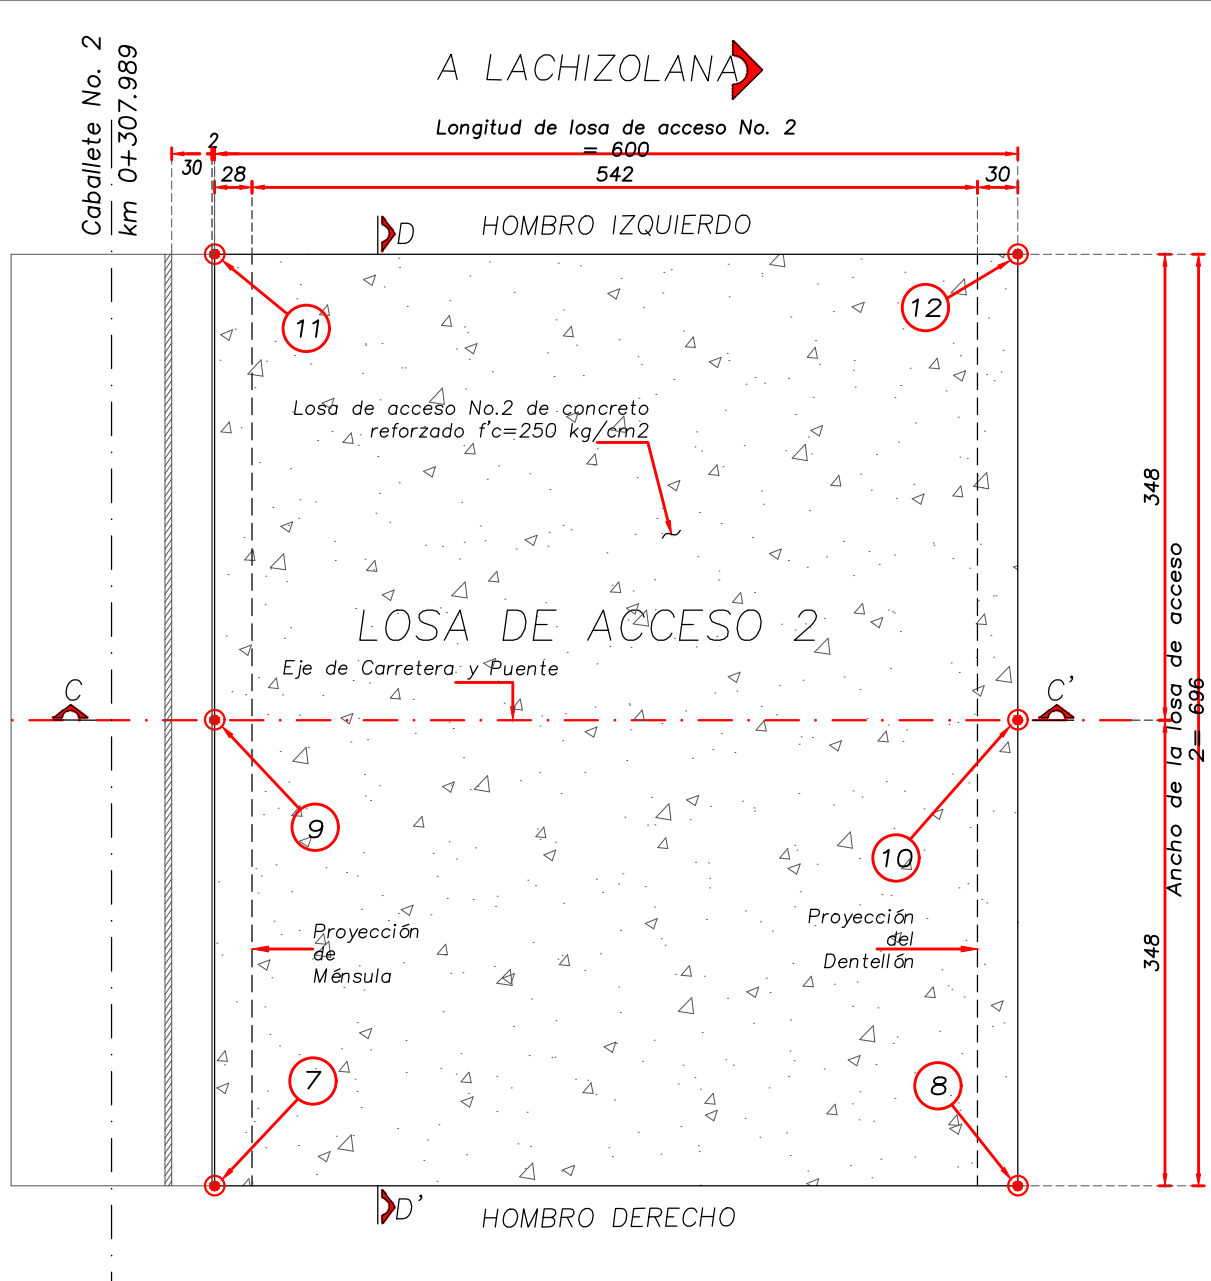 Caballete No. 2
km 0+307.989
A LACHIZOLANA
Longitud de losa de acceso No. 2
= 600
2
30
28
542
30
D
HOMBRO IZQUIERDO
11
12
Losa de acceso No.2 de concreto
reforzado f'c=250 kg/cm2
348
LOSA DE ACCESO 2
Eje de Carretera y Puente
C
C'
Ancho de la losa de acceso
2= 696
9
10
Proyección
de
Ménsula
Proyección
del
Dentellón
348
7
8
D'
HOMBRO DERECHO